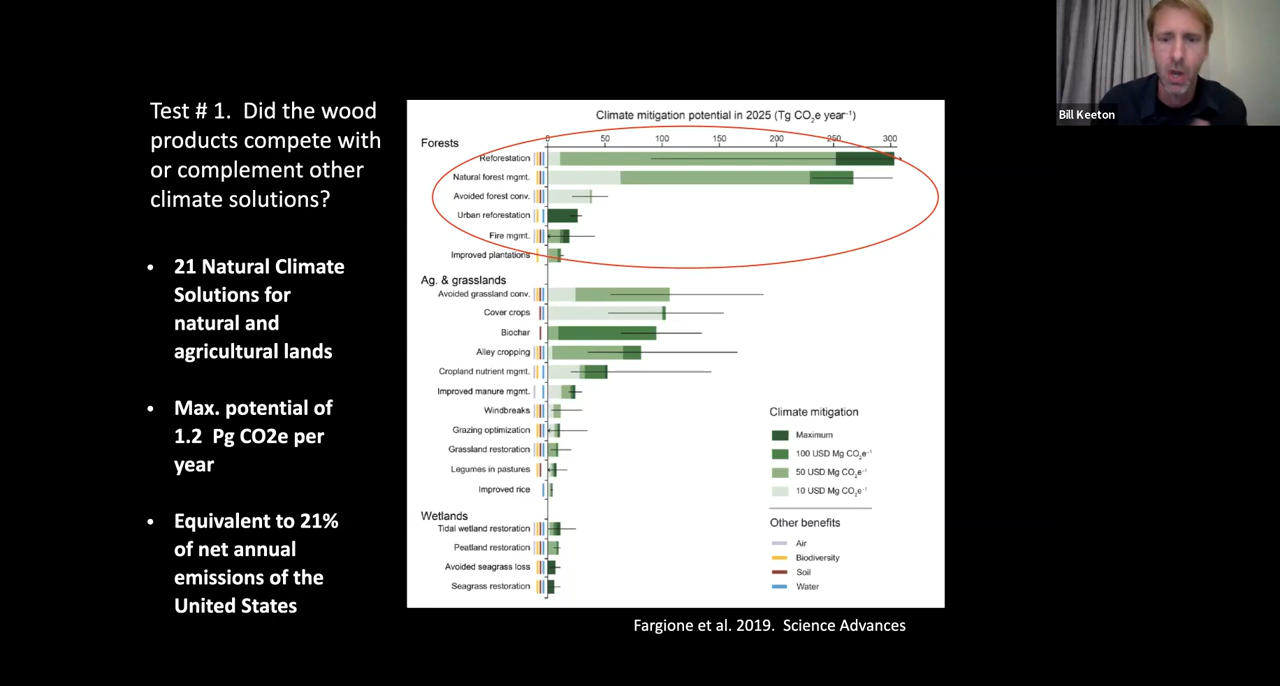 Test # 1.  Did the wood
products compete with
or complement other
climate solutions?
• 21 Natural Climate
Solutions for
natural and
agricultural lands
• Max. potential of
1.2  Pg CO2e per
year
• Equivalent to 21%
of net annual
emissions of the
United States
Climate mitigation potential in 2025 (Tg CO₂e year⁻¹)
0 50 100 150 200 250 300
Forests
Reforestation
Natural forest mgmt.
Avoided forest conv.
Urban reforestation
Fire mgmt.
Improved plantations
Ag. & grasslands
Avoided grassland conv.
Cover crops
Biochar
Alley cropping
Cropland nutrient mgmt.
Improved manure mgmt.
Windbreaks
Grazing optimization
Grassland restoration
Legumes in pastures
Improved rice
Wetlands
Tidal wetland restoration
Peatland restoration
Avoided seagrass loss
Seagrass restoration
Climate mitigation
Maximum
100 USD Mg CO₂e⁻¹
50 USD Mg CO₂e⁻¹
10 USD Mg CO₂e⁻¹
Other benefits
Air
Biodiversity
Soil
Water
Fargione et al. 2019.  Science Advances
Bill Keeton